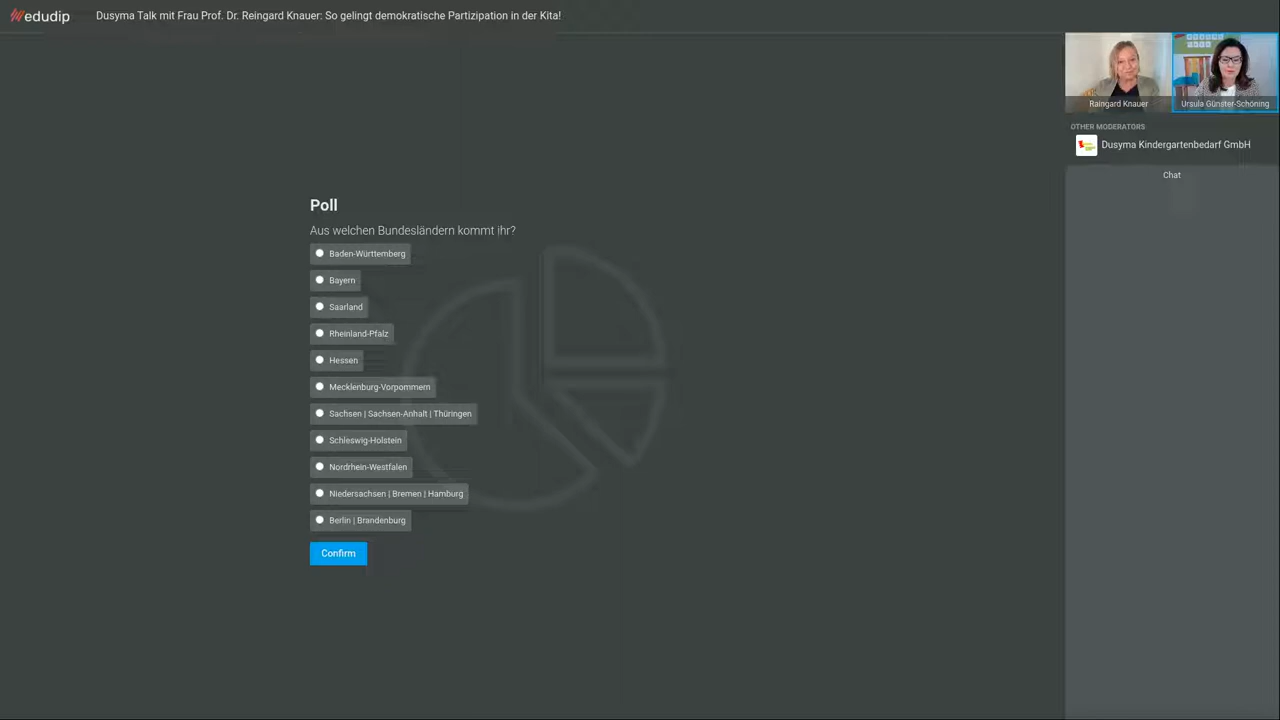 edudip
Dusyma Talk mit Frau Prof. Dr. Reingard Knauer: So gelingt demokratische Partizipation in der Kita!
Raingard Knauer
Ursula Günster-Schöning
OTHER MODERATORS
Dusyma Kindergartenbedarf GmbH
Chat
Poll
Aus welchen Bundesländern kommt ihr?
Baden-Württemberg
Bayern
Saarland
Rheinland-Pfalz
Hessen
Mecklenburg-Vorpommern
Sachsen | Sachsen-Anhalt | Thüringen
Schleswig-Holstein
Nordrhein-Westfalen
Niedersachsen | Bremen | Hamburg
Berlin | Brandenburg
Confirm